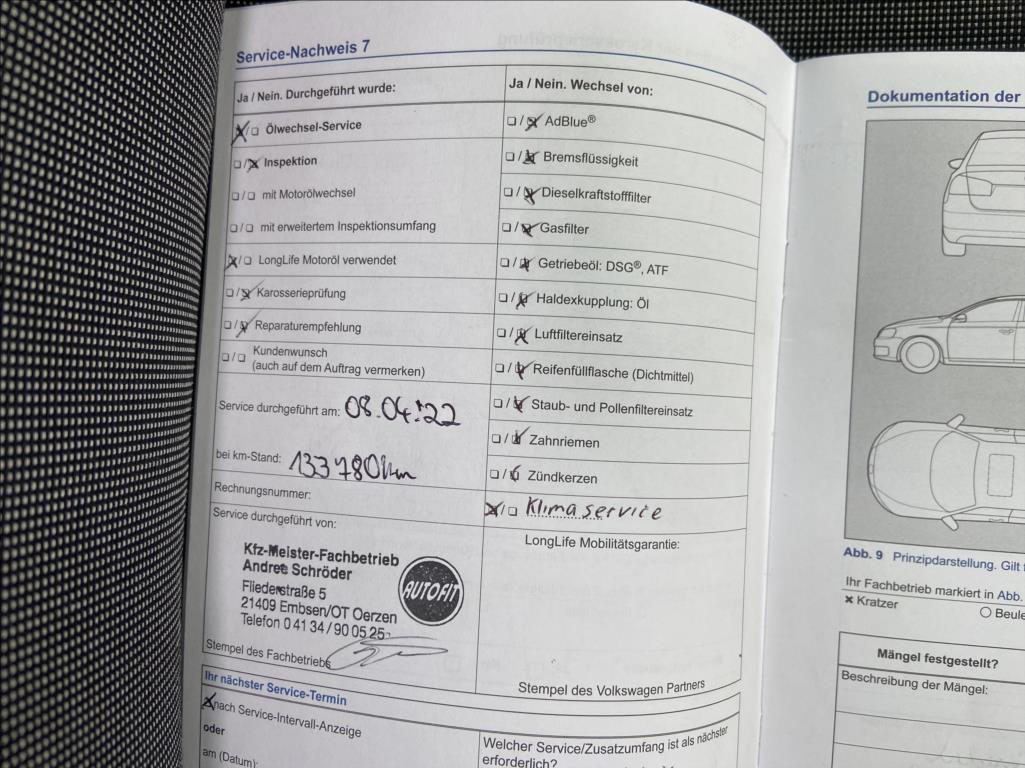 Service-Nachweis 7
Ja / Nein. Durchgeführt wurde:
Ölwechsel-Service
Inspektion
mit Motorölwechsel
mit erweitertem Inspektionsumfang
LongLife Motoröl verwendet
Karosserieprüfung
Reparaturempfehlung
Kundenwunsch
(auch auf dem Auftrag vermerken)
Service durchgeführt am: 08.04.22
bei km-Stand: 133780km
Rechnungsnummer:
Service durchgeführt von:
Kfz-Meister-Fachbetrieb
Andree Schröder
Fliederstraße 5
21409 Embsen/OT Oerzen
Telefon 0 41 34 / 90 05 25
AUTOFIT
Stempel des Fachbetriebs
Ja / Nein. Wechsel von:
AdBlue®
Bremsflüssigkeit
Dieselkraftstofffilter
Gasfilter
Getriebeöl: DSG®, ATF
Haldexkupplung: Öl
Luftfiltereinsatz
Reifenfüllflasche (Dichtmittel)
Staub- und Pollenfiltereinsatz
Zahnriemen
Zündkerzen
Klimaservice
LongLife Mobilitätsgarantie:
Stempel des Volkswagen Partners
Ihr nächster Service-Termin
nach Service-Intervall-Anzeige
oder
am (Datum):
Welcher Service/Zusatzumfang ist als nächster
erforderlich?
Dokumentation der
Abb. 9 Prinzipdarstellung. Gilt
Ihr Fachbetrieb markiert in Abb.
Kratzer
Beule
Mängel festgestellt?
Beschreibung der Mängel: